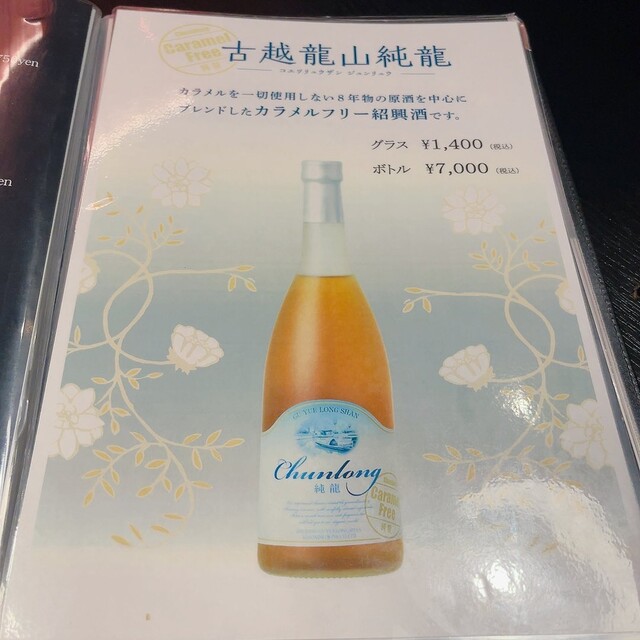 Caramel
Free
古越龍山純龍
コエツリュウザン ジュンリュウ
カラメルを一切使用しない8年物の原酒を中心に
ブレンドしたカラメルフリー紹興酒です。
グラス ¥1,400 (税込)
ボトル ¥7,000 (税込)
GU YUE LONG SHAN
Chunlong
純龍
Caramel
Free
yen
en